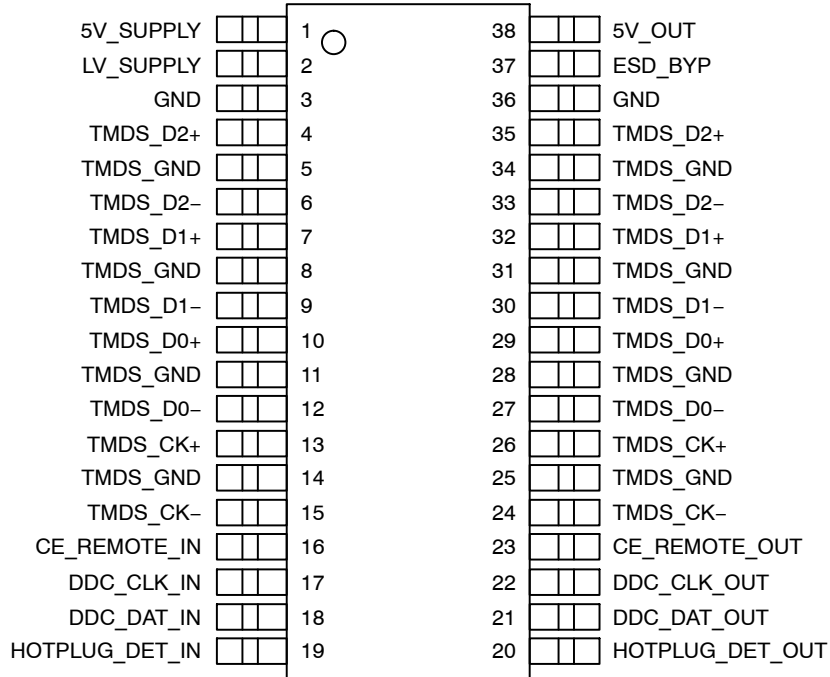 5V_SUPPLY 1 38 5V_OUT
LV_SUPPLY 2 37 ESD_BYP
GND 3 36 GND
TMDS_D2+ 4 35 TMDS_D2+
TMDS_GND 5 34 TMDS_GND
TMDS_D2− 6 33 TMDS_D2−
TMDS_D1+ 7 32 TMDS_D1+
TMDS_GND 8 31 TMDS_GND
TMDS_D1− 9 30 TMDS_D1−
TMDS_D0+ 10 29 TMDS_D0+
TMDS_GND 11 28 TMDS_GND
TMDS_D0− 12 27 TMDS_D0−
TMDS_CK+ 13 26 TMDS_CK+
TMDS_GND 14 25 TMDS_GND
TMDS_CK− 15 24 TMDS_CK−
CE_REMOTE_IN 16 23 CE_REMOTE_OUT
DDC_CLK_IN 17 22 DDC_CLK_OUT
DDC_DAT_IN 18 21 DDC_DAT_OUT
HOTPLUG_DET_IN 19 20 HOTPLUG_DET_OUT